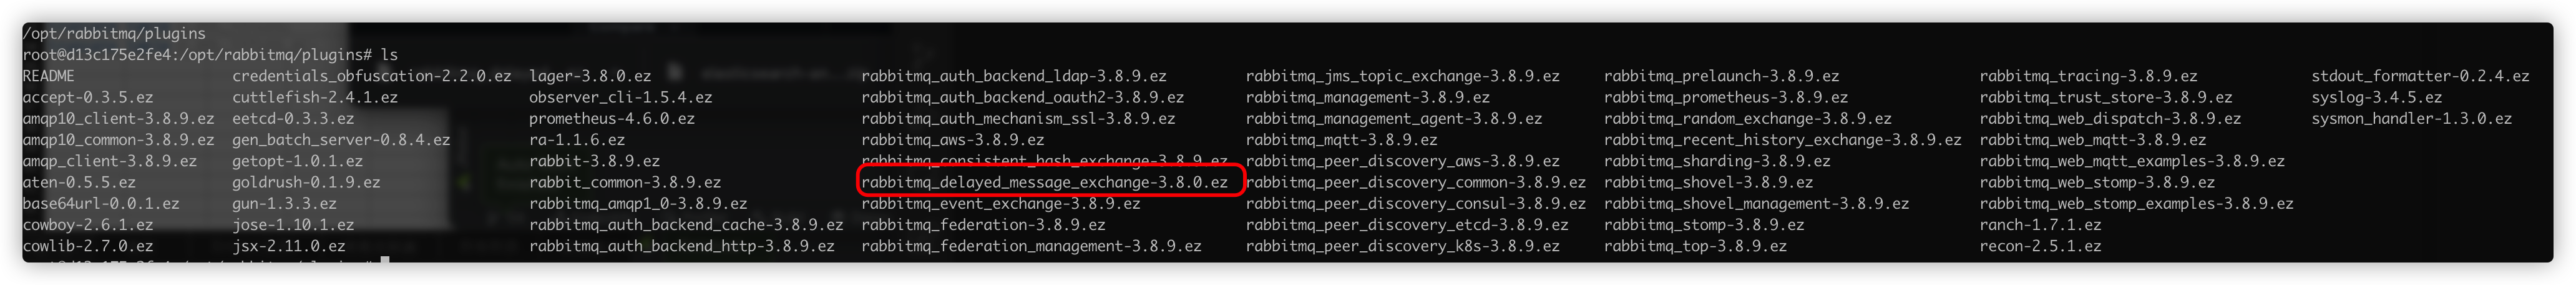 /opt/rabbitmq/plugins
root@d13c175e2fe4:/opt/rabbitmq/plugins# ls
README credentials_obfuscation-2.2.0.ez lager-3.8.0.ez rabbitmq_auth_backend_ldap-3.8.9.ez rabbitmq_jms_topic_exchange-3.8.9.ez rabbitmq_prelaunch-3.8.9.ez rabbitmq_tracing-3.8.9.ez stdout_formatter-0.2.4.ez
accept-0.3.5.ez cuttlefish-2.4.1.ez observer_cli-1.5.4.ez rabbitmq_auth_backend_oauth2-3.8.9.ez rabbitmq_management-3.8.9.ez rabbitmq_prometheus-3.8.9.ez rabbitmq_trust_store-3.8.9.ez syslog-3.4.5.ez
amqp10_client-3.8.9.ez eetcd-0.3.3.ez prometheus-4.6.0.ez rabbitmq_auth_mechanism_ssl-3.8.9.ez rabbitmq_management_agent-3.8.9.ez rabbitmq_random_exchange-3.8.9.ez rabbitmq_web_dispatch-3.8.9.ez sysmon_handler-1.3.0.ez
amqp10_common-3.8.9.ez gen_batch_server-0.8.4.ez ra-1.1.6.ez rabbitmq_aws-3.8.9.ez rabbitmq_mqtt-3.8.9.ez rabbitmq_recent_history_exchange-3.8.9.ez rabbitmq_web_mqtt-3.8.9.ez
amqp_client-3.8.9.ez getopt-1.0.1.ez rabbit-3.8.9.ez rabbitmq_consistent_hash_exchange-3.8.9.ez rabbitmq_peer_discovery_aws-3.8.9.ez rabbitmq_sharding-3.8.9.ez rabbitmq_web_mqtt_examples-3.8.9.ez
aten-0.5.5.ez goldrush-0.1.9.ez rabbit_common-3.8.9.ez rabbitmq_delayed_message_exchange-3.8.0.ez rabbitmq_peer_discovery_common-3.8.9.ez rabbitmq_shovel-3.8.9.ez rabbitmq_web_stomp-3.8.9.ez
base64url-0.0.1.ez gun-1.3.3.ez rabbitmq_amqp1_0-3.8.9.ez rabbitmq_event_exchange-3.8.9.ez rabbitmq_peer_discovery_consul-3.8.9.ez rabbitmq_shovel_management-3.8.9.ez rabbitmq_web_stomp_examples-3.8.9.ez
cowboy-2.6.1.ez jose-1.10.1.ez rabbitmq_auth_backend_cache-3.8.9.ez rabbitmq_federation-3.8.9.ez rabbitmq_peer_discovery_etcd-3.8.9.ez rabbitmq_stomp-3.8.9.ez ranch-1.7.1.ez
cowlib-2.7.0.ez jsx-2.11.0.ez rabbitmq_auth_backend_http-3.8.9.ez rabbitmq_federation_management-3.8.9.ez rabbitmq_peer_discovery_k8s-3.8.9.ez rabbitmq_top-3.8.9.ez recon-2.5.1.ez